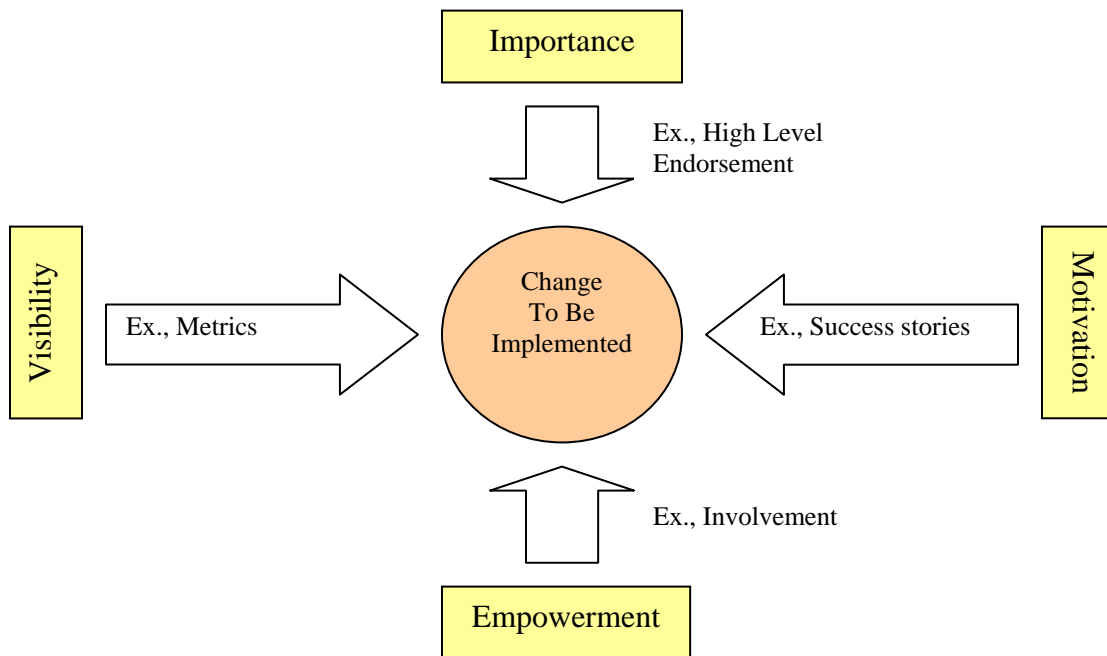 Importance
Ex., High Level
Endorsement
Visibility
Ex., Metrics
Change
To Be
Implemented
Ex., Success stories
Motivation
Ex., Involvement
Empowerment